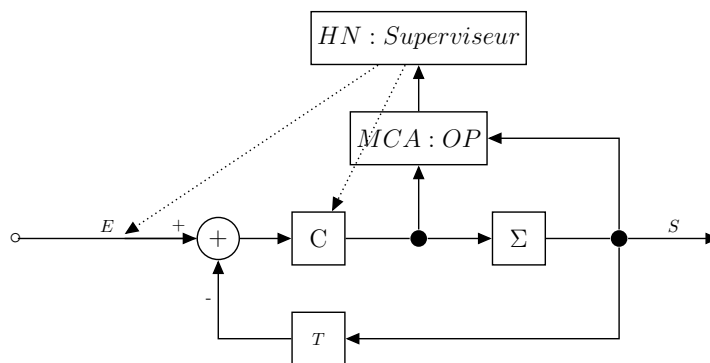 HN : Superviseur
MCA : OP
E
+
+
C
Σ
S
-
T